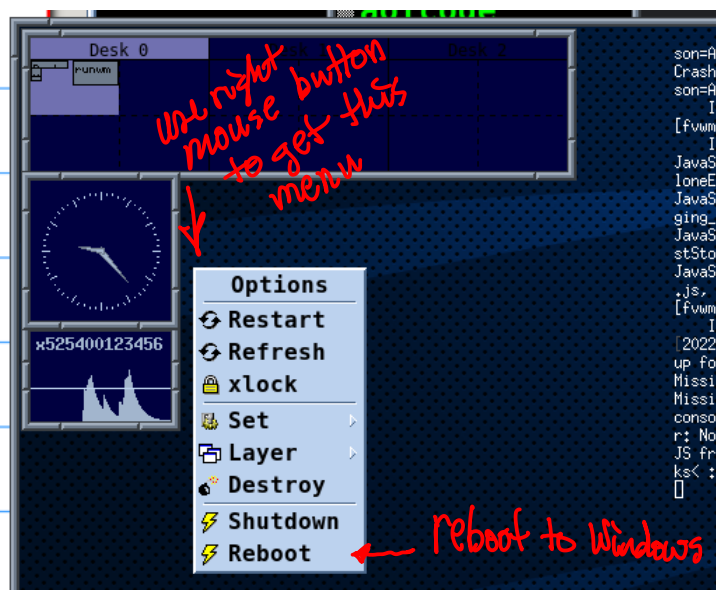 autcode
Desk 0
Desk 2
runwm
use right
mouse button
to get this
menu
x525400123456
Options
Restart
Refresh
xlock
Set
Layer
Destroy
Shutdown
Reboot
reboot to Windows
son=A
Crash
son=A
I
[fvwm
I
JavaS
loneE
JavaS
ging_
JavaS
stSto
JavaS
.js,
[fvwm
I
[2022
up fo
Missi
Missi
conso
r: No
JS fr
ks< :